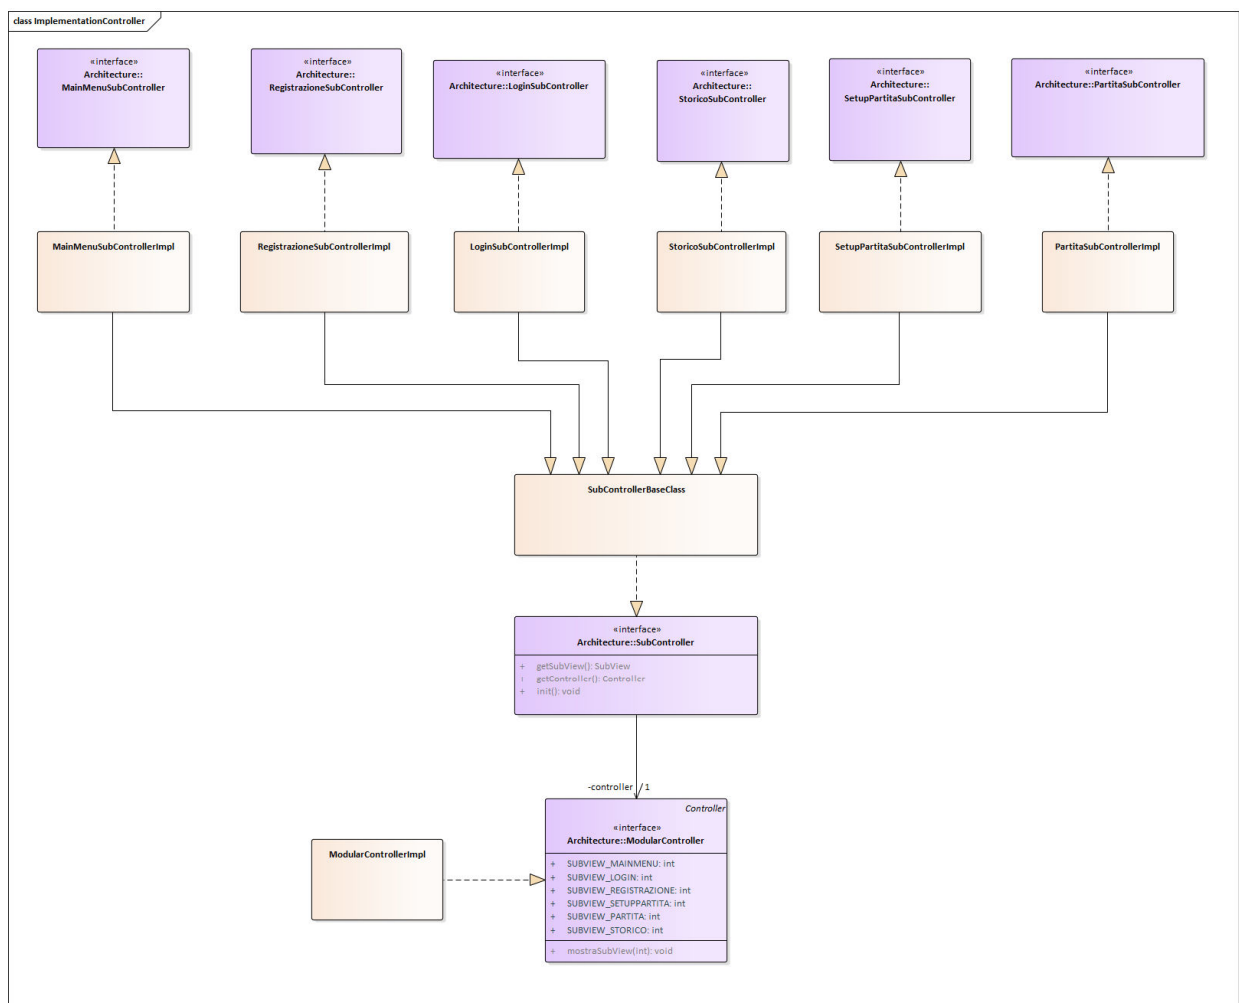 class ImplementationController
«interface»
Architecture::
MainMenuSubController
«interface»
Architecture::
RegistrazioneSubController
«interface»
Architecture::LoginSubController
«interface»
Architecture::
StoricoSubController
«interface»
Architecture::
SetupPartitaSubController
«interface»
Architecture::PartitaSubController
MainMenuSubControllerImpl
RegistrazioneSubControllerImpl
LoginSubControllerImpl
StoricoSubControllerImpl
SetupPartitaSubControllerImpl
PartitaSubControllerImpl
SubControllerBaseClass
«interface»
Architecture::SubController
+ getSubView(): SubView
+ getController(): Controller
+ init(): void
-controller 1
Controller
«interface»
Architecture::ModularController
+ SUBVIEW_MAINMENU: int
+ SUBVIEW_LOGIN: int
+ SUBVIEW_REGISTRAZIONE: int
+ SUBVIEW_SETUPPARTITA: int
+ SUBVIEW_PARTITA: int
+ SUBVIEW_STORICO: int
+ mostraSubView(int): void
ModularControllerImpl